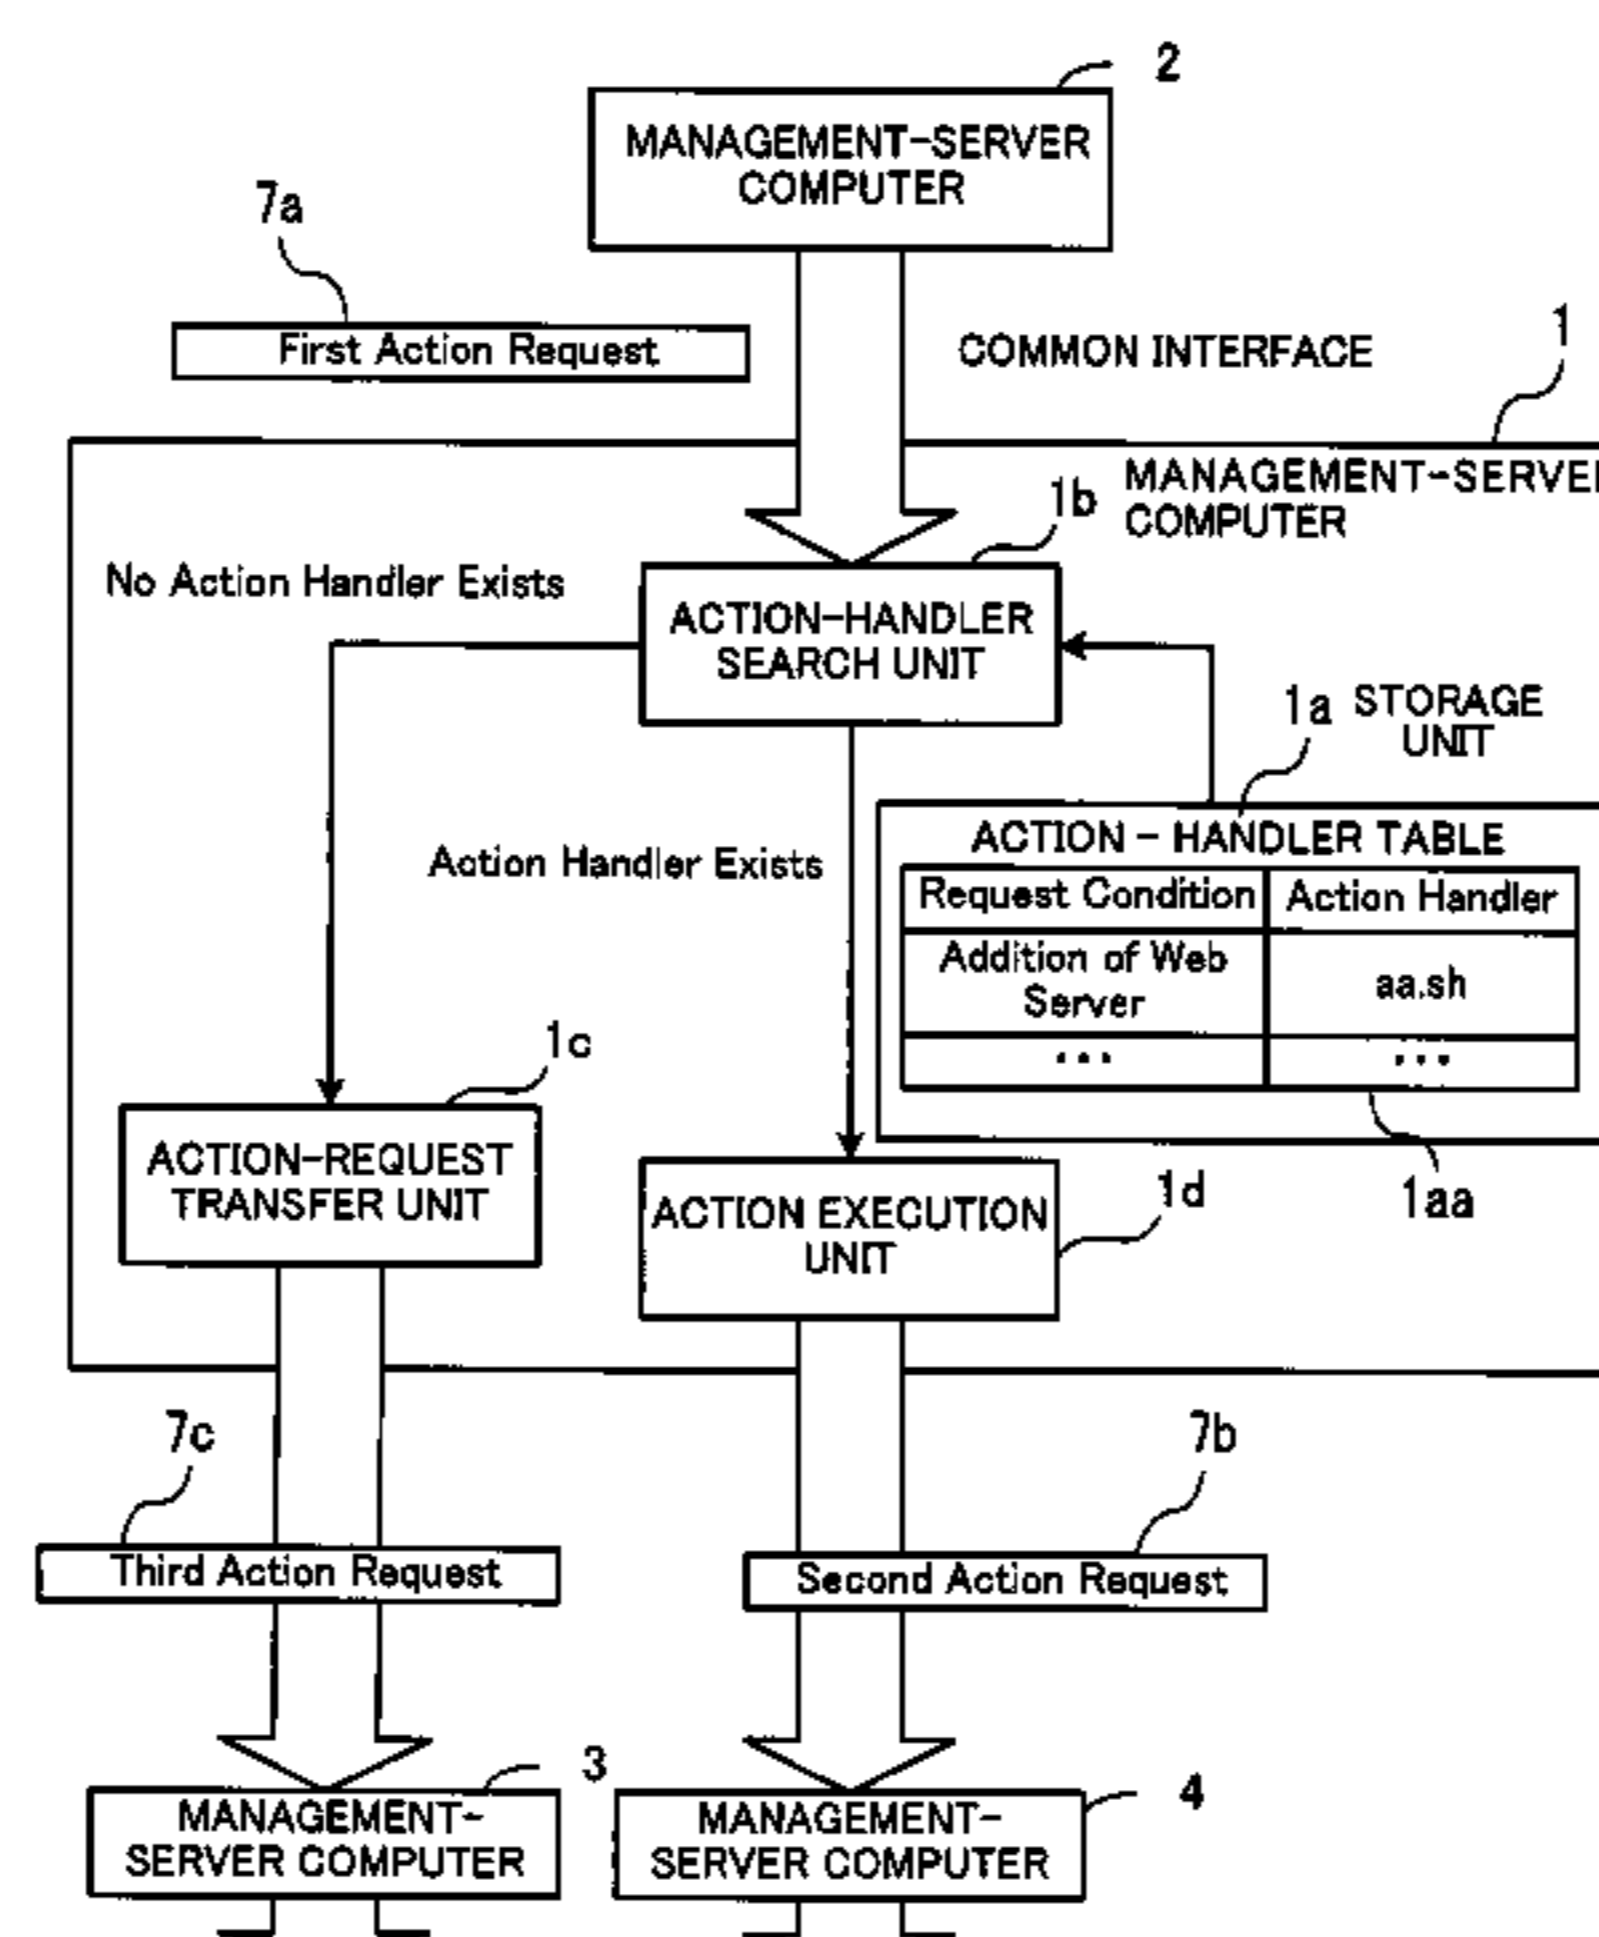 2
MANAGEMENT-SERVER
COMPUTER
7a
First Action Request
COMMON INTERFACE
1
MANAGEMENT-SERVER
COMPUTER
1b
No Action Handler Exists
ACTION-HANDLER
SEARCH UNIT
1a STORAGE
UNIT
ACTION - HANDLER TABLE
Action Handler Exists
Request Condition Action Handler
Addition of Web
Server
aa.sh
... ...
1c
ACTION-REQUEST
TRANSFER UNIT
1d
1aa
ACTION EXECUTION
UNIT
7c
7b
Third Action Request
Second Action Request
3
4
MANAGEMENT-
SERVER COMPUTER
MANAGEMENT-
SERVER COMPUTER